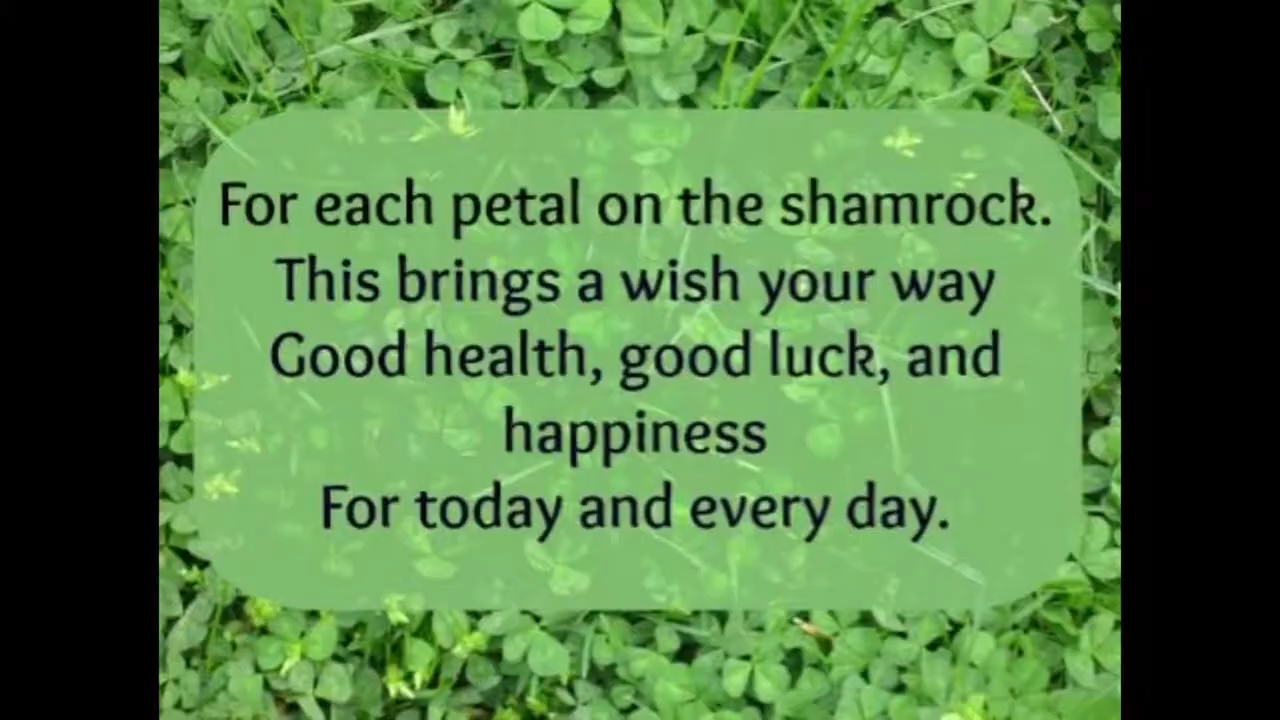 For each petal on the shamrock.
This brings a wish your way
Good health, good luck, and
happiness
For today and every day.